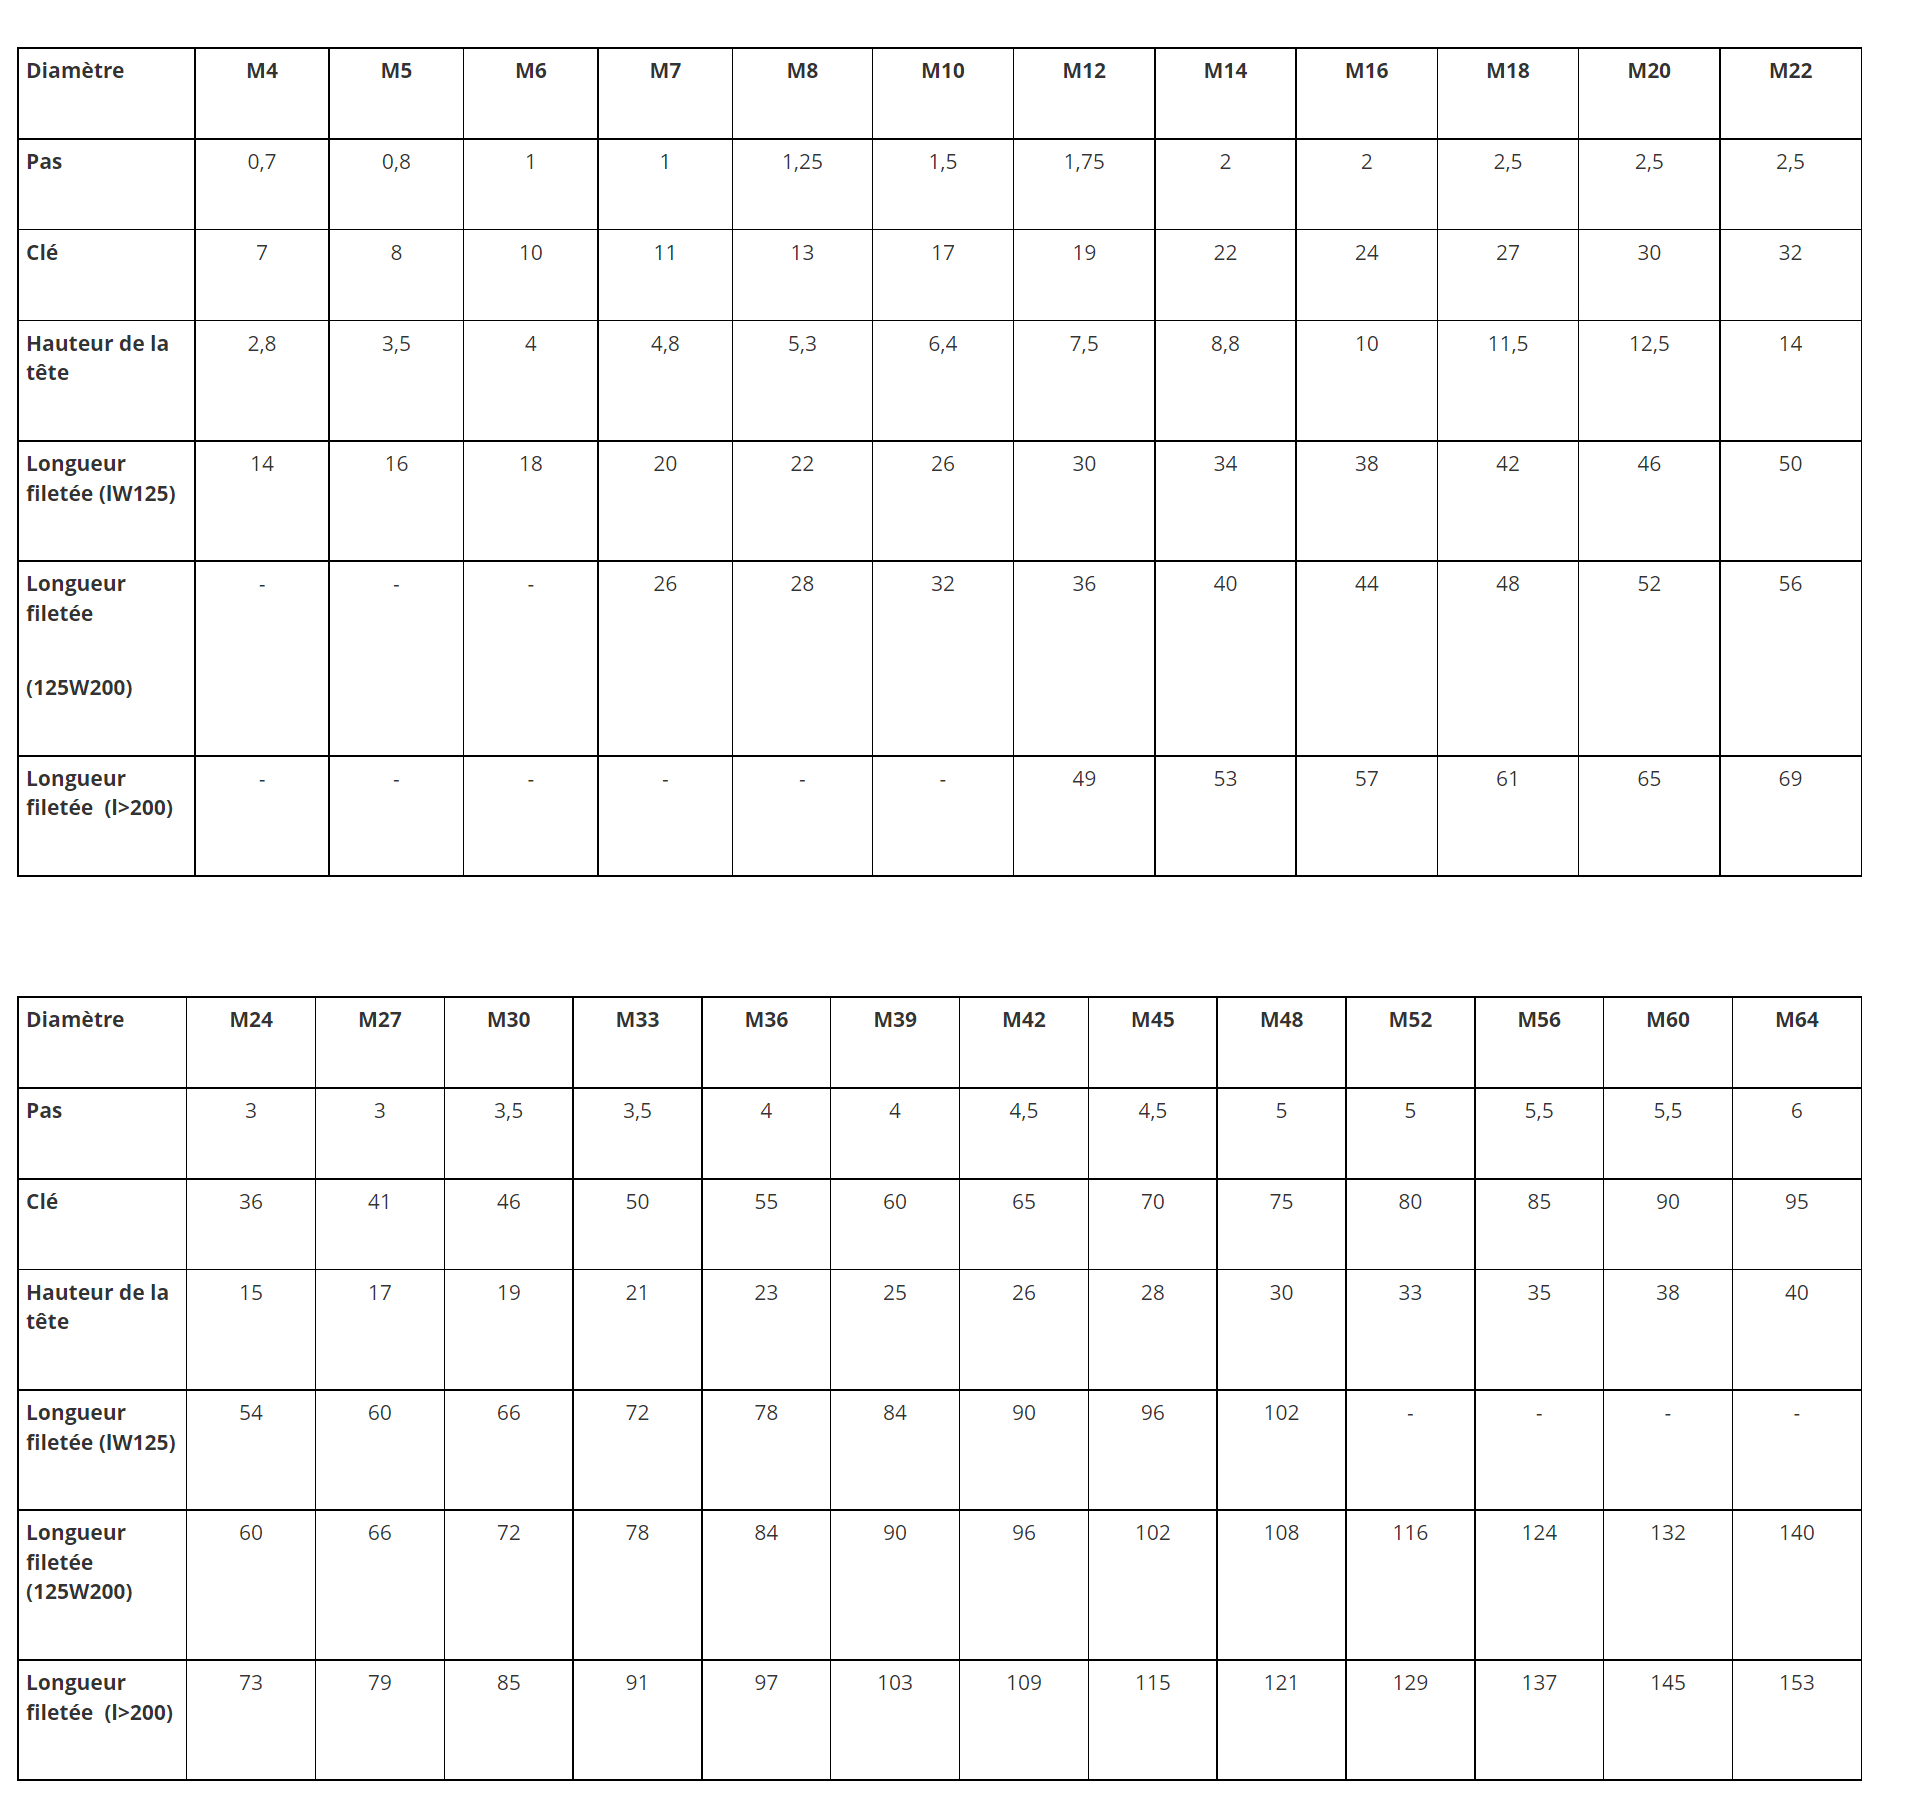 Diamètre M4 M5 M6 M7 M8 M10 M12 M14 M16 M18 M20 M22
Pas 0,7 0,8 1 1 1,25 1,5 1,75 2 2 2,5 2,5 2,5
Clé 7 8 10 11 13 17 19 22 24 27 30 32
Hauteur de la 2,8 3,5 4 4,8 5,3 6,4 7,5 8,8 10 11,5 12,5 14
tête
Longueur 14 16 18 20 22 26 30 34 38 42 46 50
filetée (lW125)
Longueur - - - 26 28 32 36 40 44 48 52 56
filetée
(125W200)
Longueur - - - - - - 49 53 57 61 65 69
filetée (l>200)
Diamètre M24 M27 M30 M33 M36 M39 M42 M45 M48 M52 M56 M60 M64
Pas 3 3 3,5 3,5 4 4 4,5 4,5 5 5 5,5 5,5 6
Clé 36 41 46 50 55 60 65 70 75 80 85 90 95
Hauteur de la 15 17 19 21 23 25 26 28 30 33 35 38 40
tête
Longueur 54 60 66 72 78 84 90 96 102 - - - -
filetée (lW125)
Longueur 60 66 72 78 84 90 96 102 108 116 124 132 140
filetée
(125W200)
Longueur 73 79 85 91 97 103 109 115 121 129 137 145 153
filetée (l>200)